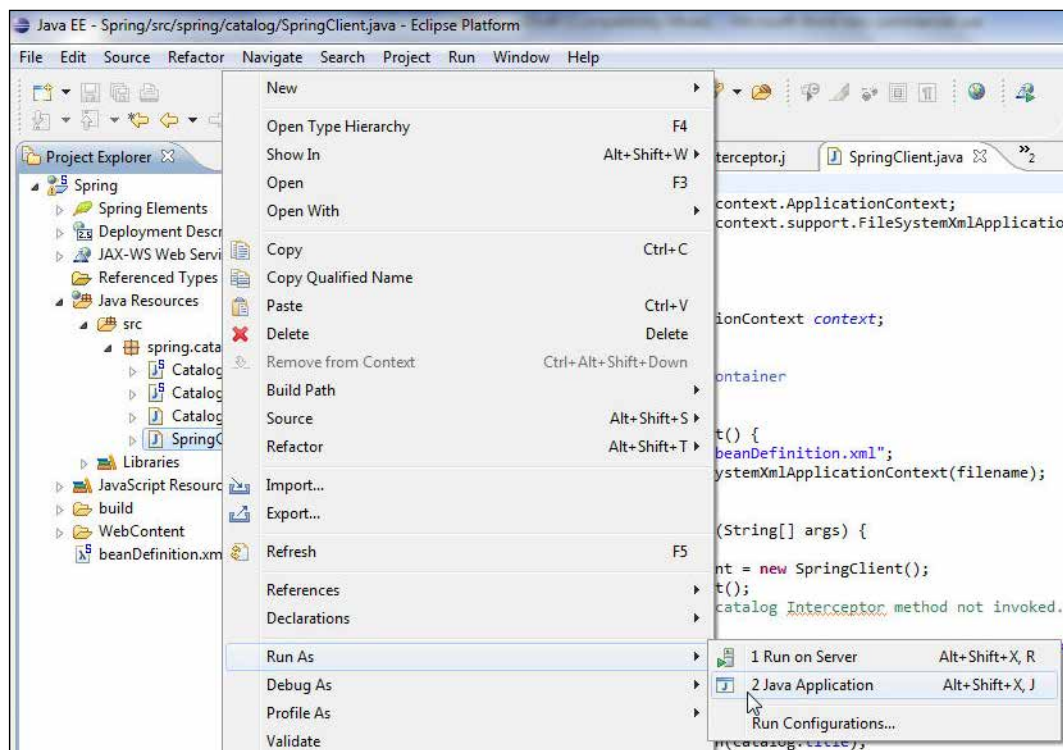 Java EE - Spring/src/spring/catalog/SpringClient.java - Eclipse Platform
File Edit Source Refactor Navigate Search Project Run Window Help
Project Explorer
terceptor.j
SpringClient.java
»2
Spring
Spring Elements
Deployment Descr
JAX-WS Web Servi
Referenced Types
Java Resources
src
spring.cata
Catalog
Catalog
Catalog
SpringC
Libraries
JavaScript Resourc
build
WebContent
beanDefinition.xm
New
Open Type Hierarchy F4
Show In Alt+Shift+W
Open F3
Open With
Copy Ctrl+C
Copy Qualified Name
Paste Ctrl+V
Delete Delete
Remove from Context Ctrl+Alt+Shift+Down
Build Path
Source Alt+Shift+S
Refactor Alt+Shift+T
Import...
Export...
Refresh F5
References
Declarations
Run As
Debug As
Profile As
Validate
context.ApplicationContext;
context.support.FileSystemXmlApplicatio
ionContext context;
ontainer
t() {
beanDefinition.xml";
ystemXmlApplicationContext(filename);
(String[] args) {
nt = new SpringClient();
t();
catalog Interceptor method not invoked.
1 Run on Server Alt+Shift+X, R
2 Java Application Alt+Shift+X, J
Run Configurations...
n(catalog.title);